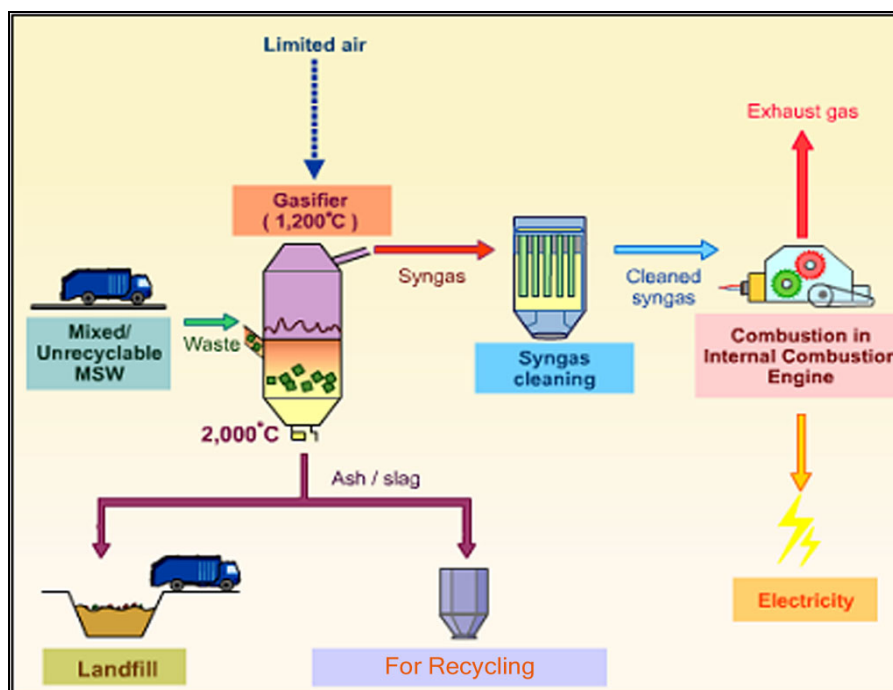 Limited air
Exhaust gas
Gasifier
( 1,200°C )
Syngas
Cleaned
syngas
Mixed/
Unrecyclable
MSW
Waste
Syngas
cleaning
Combustion in
Internal Combustion
Engine
2,000°C
Ash / slag
Electricity
Landfill
For Recycling